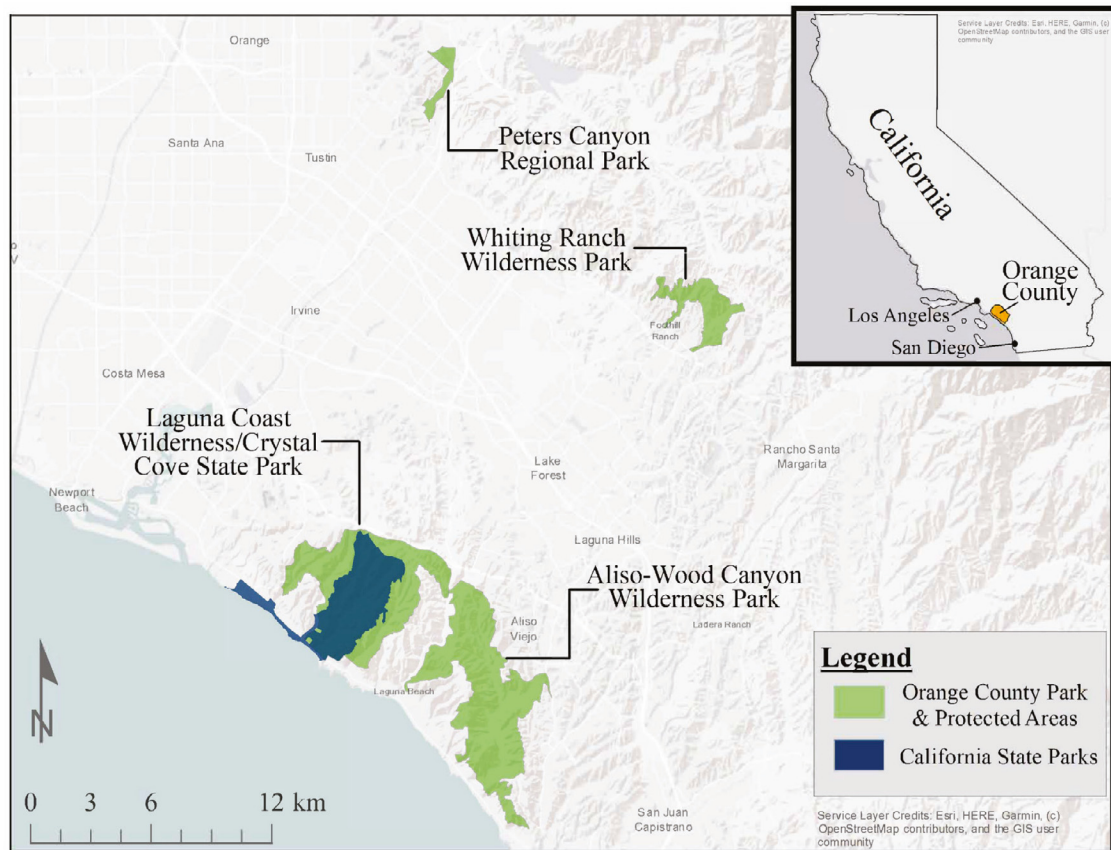 Orange
Santa Ana
Tustin
Peters Canyon
Regional Park
Whiting Ranch
Wilderness Park
Foothill
Ranch
Irvine
Costa Mesa
Laguna Coast
Wilderness/Crystal
Cove State Park
Newport
Beach
Lake
Forest
Rancho Santa
Margarita
Laguna Hills
Aliso-Wood Canyon
Wilderness Park
Aliso
Viejo
Ladera Ranch
Laguna Beach
San Juan
Capistrano
N
0 3 6 12 km
Service Layer Credits: Esri, HERE, Garmin, (c)
OpenStreetMap contributors, and the GIS user
community
California
Orange
County
Los Angeles
San Diego
Legend
Orange County Park
& Protected Areas
California State Parks
Service Layer Credits: Esri, HERE, Garmin, (c)
OpenStreetMap contributors, and the GIS user
community